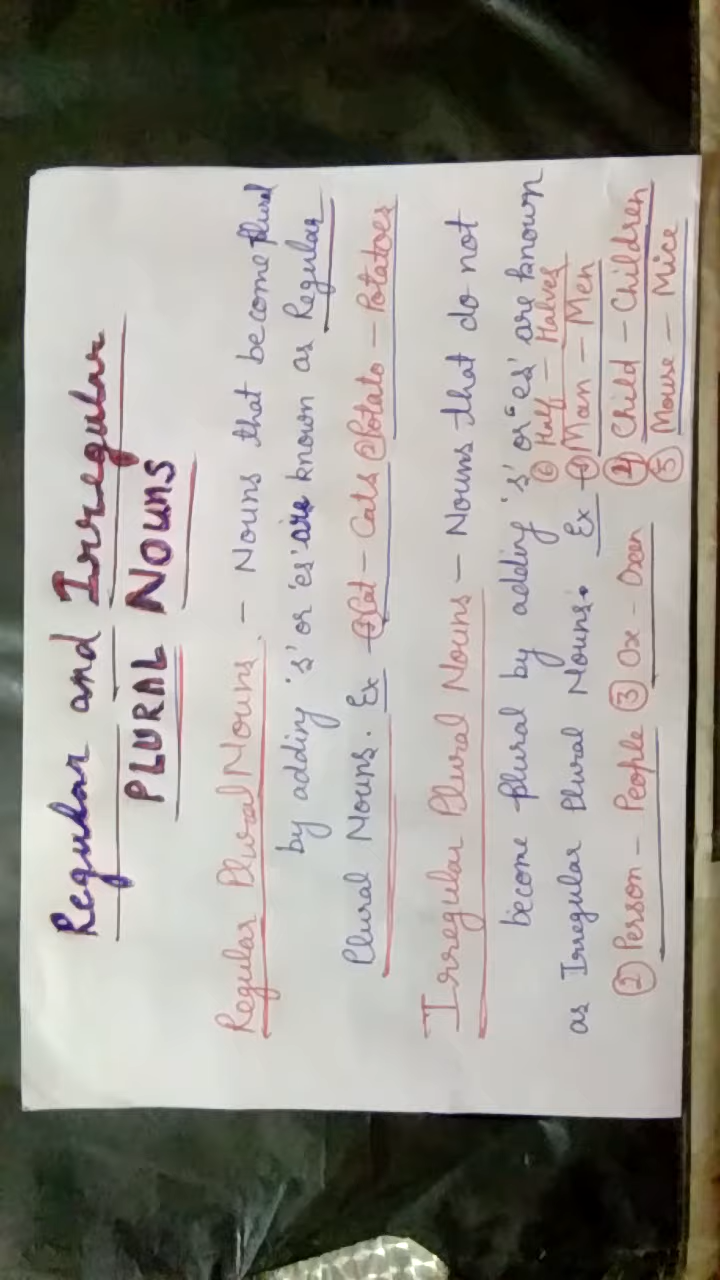 Regular and Irregular
PLURAL NOUNS
Regular Plural Nouns. - Nouns that become plural
by adding 's' or 'es' are known as Regular
Plural Nouns. Ex ① Cat - Cats ② Potato - Potatoes
Irregular Plural Nouns - Nouns that do not
become plural by adding 's' or "es' are known
⑥ Half - Halves
as Irregular Plural Nouns. Ex ① Man - Men
② Person - People ③ Ox - Oxen ④ Child - Children
⑤ Mouse - Mice